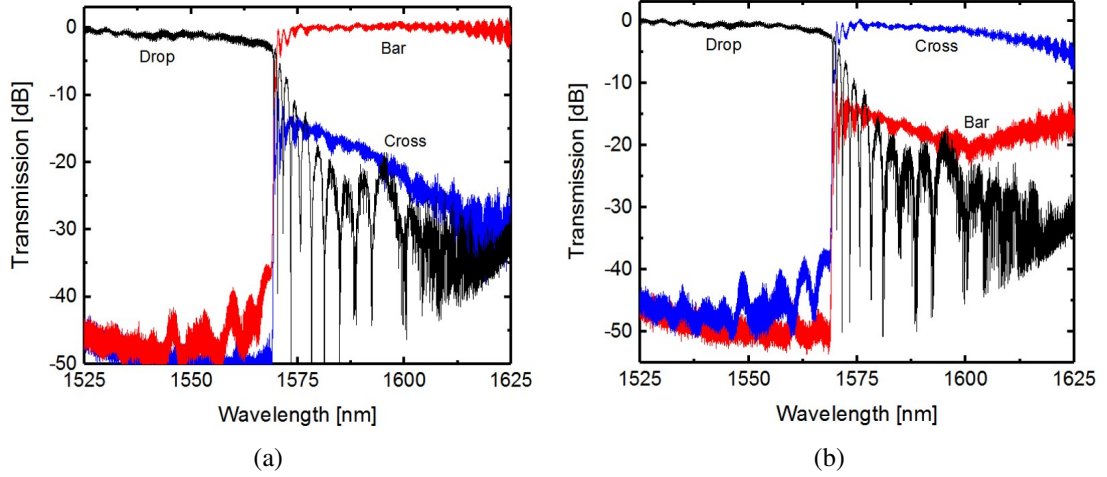 0
-10
-20
-30
-40
-50
Transmission [dB]
Drop
Bar
Cross
1525
1550
1575
1600
1625
Wavelength [nm]
(a)
0
-10
-20
-30
-40
-50
Transmission [dB]
Drop
Cross
Bar
1525
1550
1575
1600
1625
Wavelength [nm]
(b)